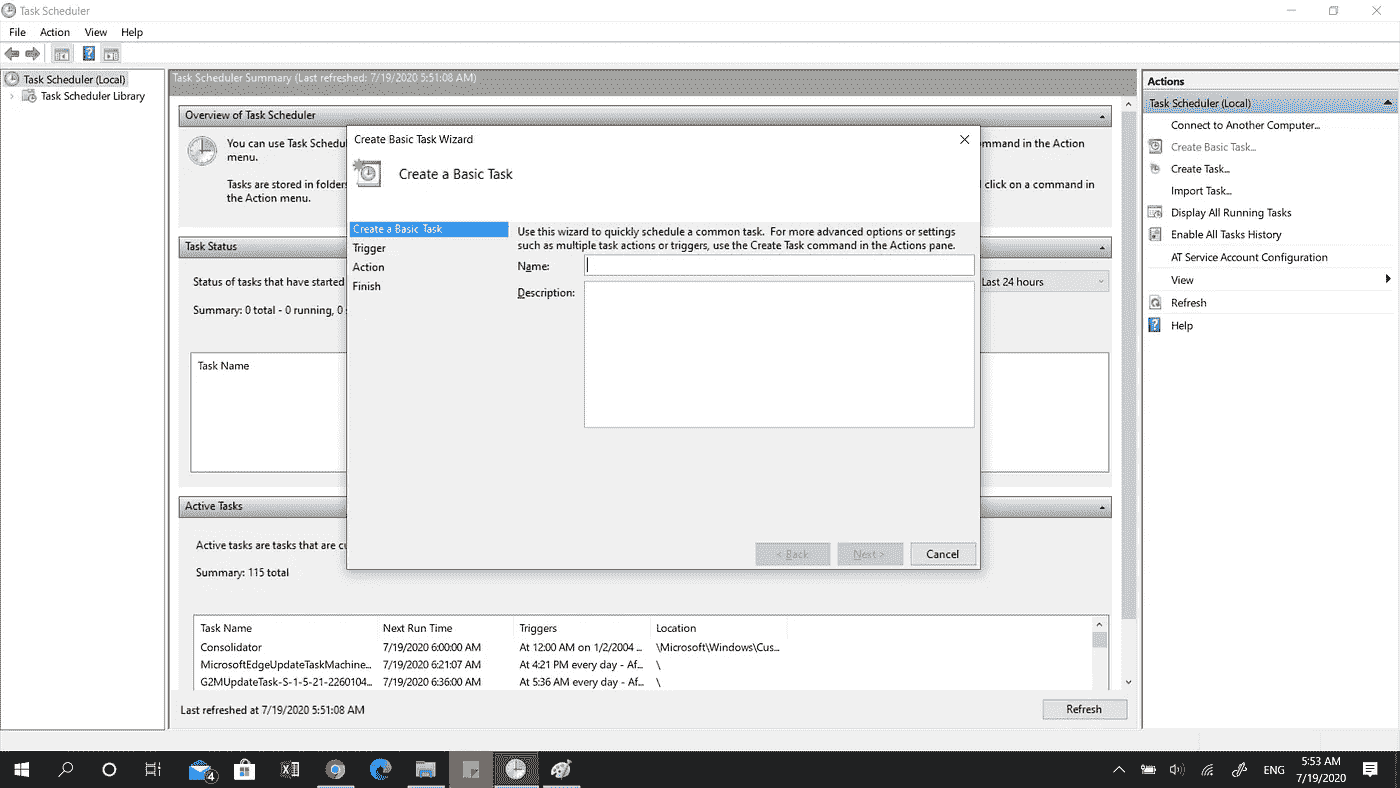 Task Scheduler
File Action View Help
Task Scheduler (Local)
Task Scheduler Library
Task Scheduler Summary (Last refreshed: 7/19/2020 5:51:08 AM)
Overview of Task Scheduler
You can use Task Schedu
mmand in the Action
menu.
Tasks are stored in folders
click on a command in
the Action menu.
Task Status
Status of tasks that have started
Last 24 hours
Summary: 0 total - 0 running, 0
Task Name
Create Basic Task Wizard
Create a Basic Task
Create a Basic Task
Trigger
Action
Finish
Use this wizard to quickly schedule a common task. For more advanced options or settings
such as multiple task actions or triggers, use the Create Task command in the Actions pane.
Name:
Description:
< Back Next > Cancel
Active Tasks
Active tasks are tasks that are cu
Summary: 115 total
Task Name Next Run Time Triggers Location
Consolidator 7/19/2020 6:00:00 AM At 12:00 AM on 1/2/2004 ... \Microsoft\Windows\Cus...
MicrosoftEdgeUpdateTaskMachine... 7/19/2020 6:21:07 AM At 4:21 PM every day - Af... \
G2MUpdateTask-S-1-5-21-2260104... 7/19/2020 6:36:00 AM At 5:36 AM every day - Af... \
Last refreshed at 7/19/2020 5:51:08 AM
Refresh
Actions
Task Scheduler (Local)
Connect to Another Computer...
Create Basic Task...
Create Task...
Import Task...
Display All Running Tasks
Enable All Tasks History
AT Service Account Configuration
View
Refresh
Help
4
ENG
5:53 AM
7/19/2020